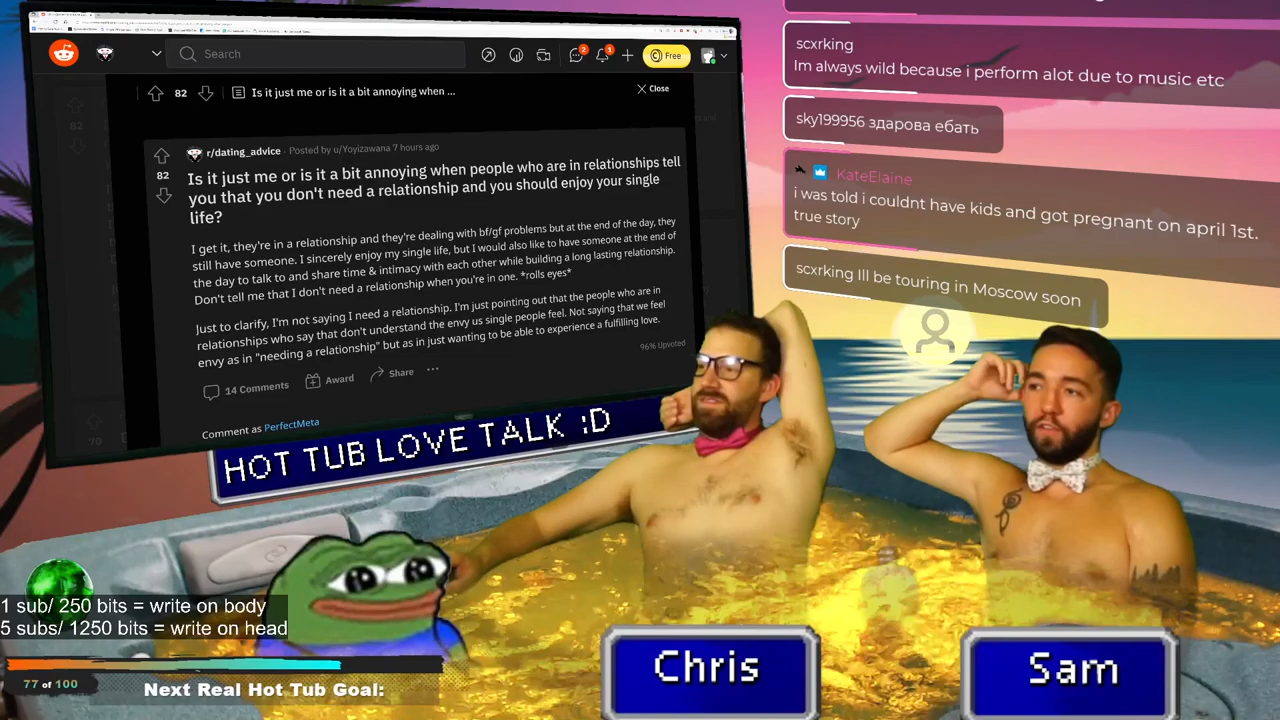 Search
2
1
Free
82
Is it just me or is it a bit annoying when ...
Close
r/dating_advice · Posted by u/Yoyizawana 7 hours ago
82
Is it just me or is it a bit annoying when people who are in relationships tell
you that you don't need a relationship and you should enjoy your single
life?
I get it, they're in a relationship and they're dealing with bf/gf problems but at the end of the day, they
still have someone. I sincerely enjoy my single life, but I would also like to have someone at the end of
the day to talk to and share time & intimacy with each other while building a long lasting relationship.
Don't tell me that I don't need a relationship when you're in one. *rolls eyes*
Just to clarify, I'm not saying I need a relationship. I'm just pointing out that the people who are in
relationships who say that don't understand the envy us single people feel. Not saying that we feel
envy as in "needing a relationship" but as in just wanting to be able to experience a fulfilling love.
96% Upvoted
14 Comments
Award
Share
...
Comment as PerfectMeta
HOT TUB LOVE TALK :D
scxrking
Im always wild because i perform alot due to music etc
sky199956 здарова ебать
KateElaine
i was told i couldnt have kids and got pregnant on april 1st.
true story
scxrking Ill be touring in Moscow soon
1 sub/ 250 bits = write on body
5 subs/ 1250 bits = write on head
77 of 100
Next Real Hot Tub Goal:
Chris
Sam